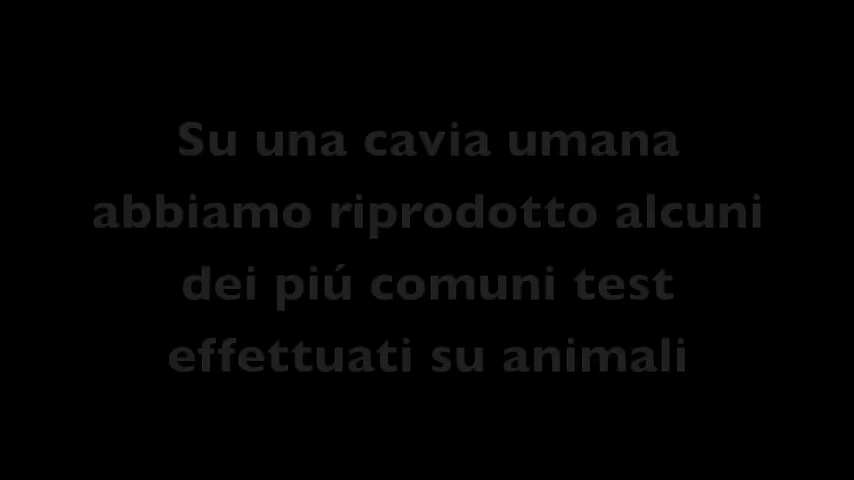 Su una cavia umana
abbiamo riprodotto alcuni
dei piú comuni test
effettuati su animali